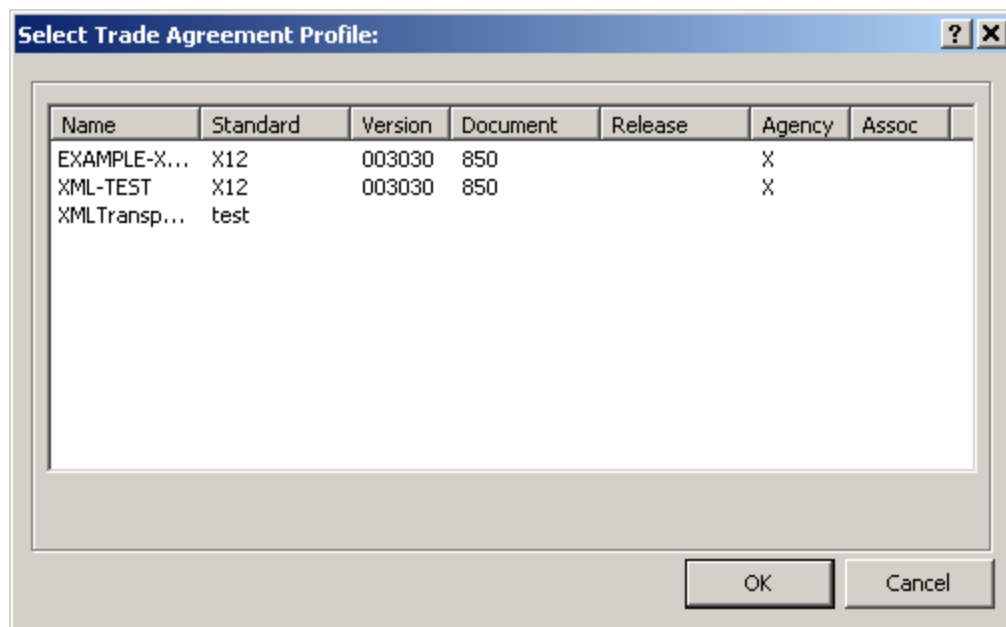 Select Trade Agreement Profile:
Name Standard Version Document Release Agency Assoc
EXAMPLE-X... X12 003030 850 X
XML-TEST X12 003030 850 X
XMLTransp... test
OK Cancel